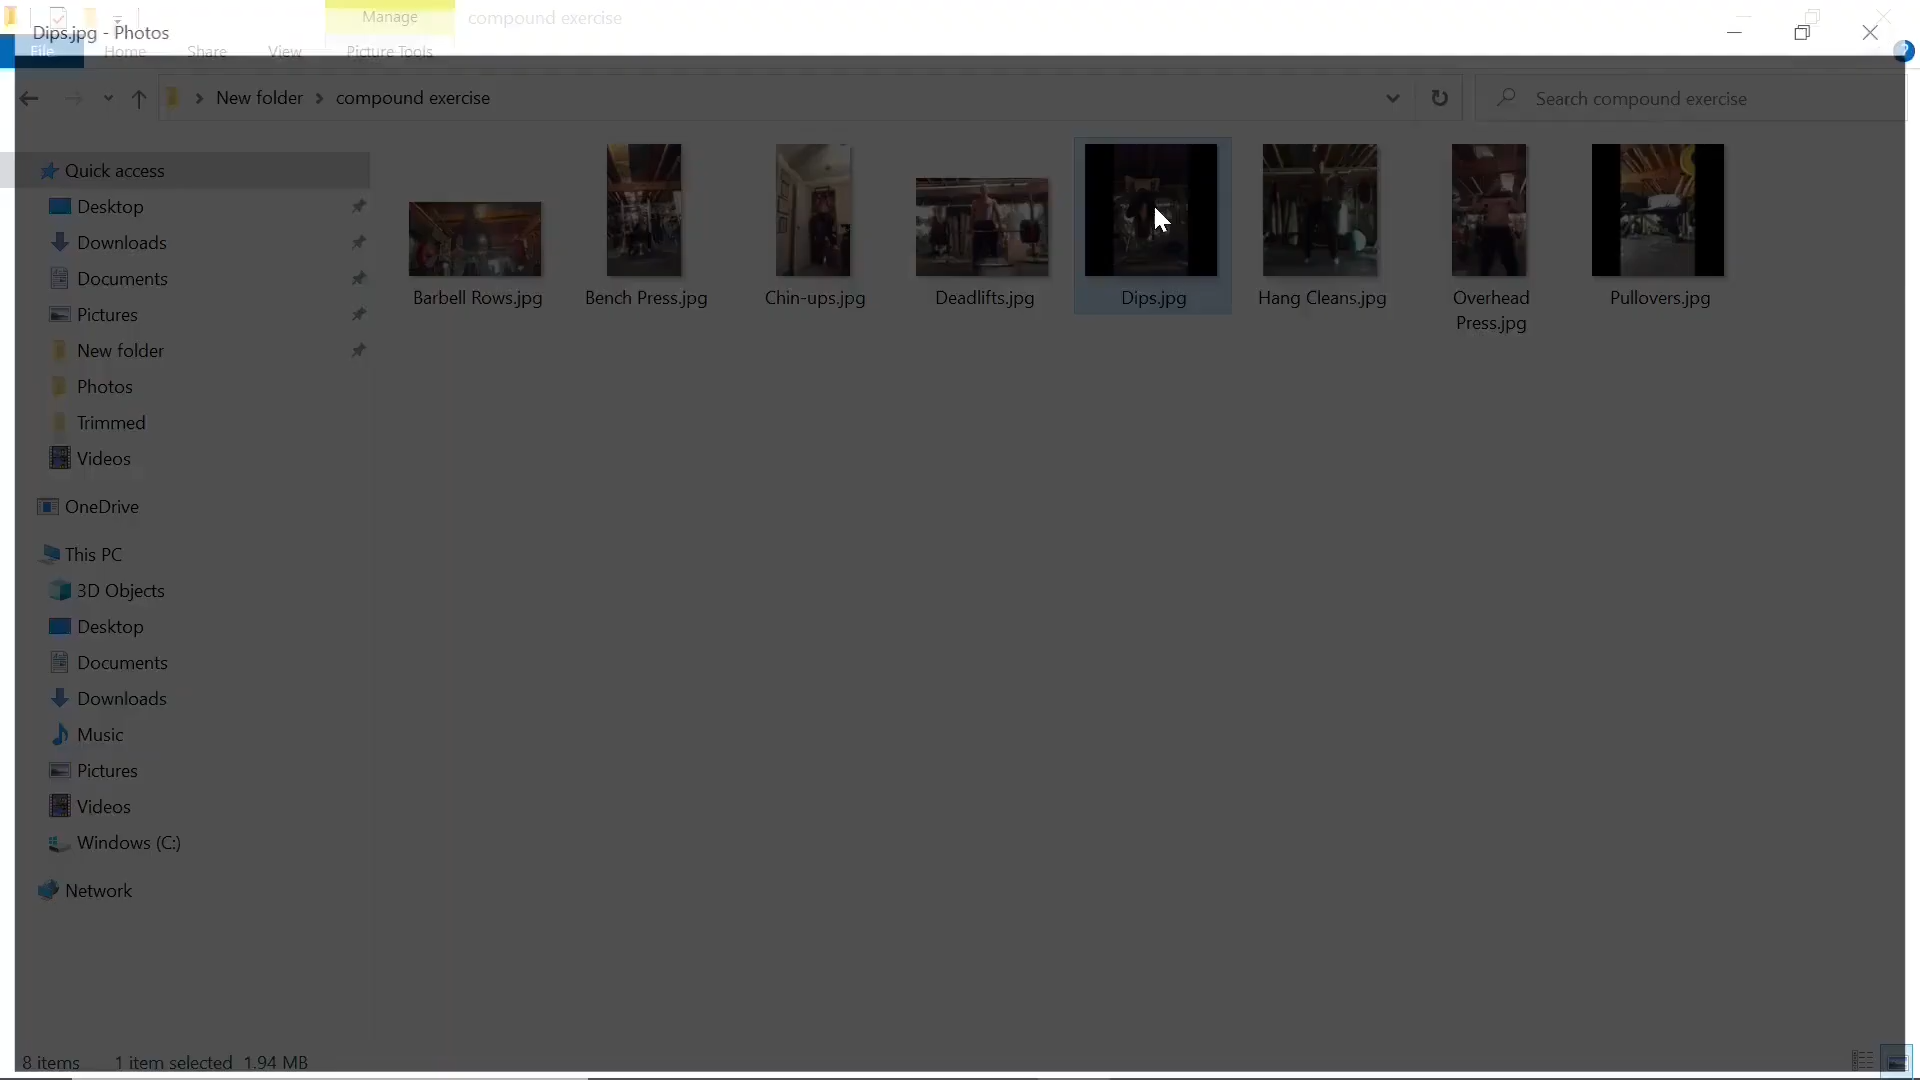 Manage
compound exercise
Dips.jpg - Photos
File
Home
Share
View
Picture Tools
New folder
compound exercise
Search compound exercise
Quick access
Desktop
Downloads
Documents
Pictures
New folder
Photos
Trimmed
Videos
OneDrive
This PC
3D Objects
Desktop
Documents
Downloads
Music
Pictures
Videos
Windows (C:)
Network
Barbell Rows.jpg
Bench Press.jpg
Chin-ups.jpg
Deadlifts.jpg
Dips.jpg
Hang Cleans.jpg
Overhead
Press.jpg
Pullovers.jpg
8 items
1 item selected 1.94 MB